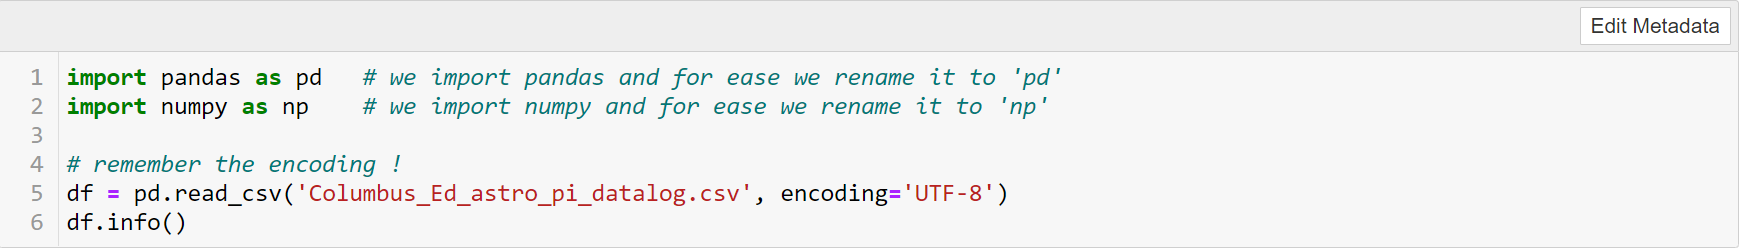 Edit Metadata
1 import pandas as pd   # we import pandas and for ease we rename it to 'pd'
2 import numpy as np    # we import numpy and for ease we rename it to 'np'
3
4 # remember the encoding !
5 df = pd.read_csv('Columbus_Ed_astro_pi_datalog.csv', encoding='UTF-8')
6 df.info()